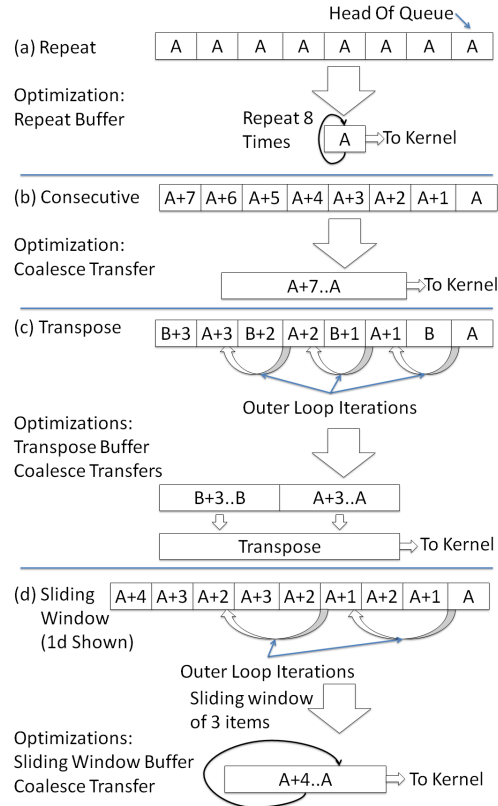 Head Of Queue
(a) Repeat
A A A A A A A A
Optimization:
Repeat Buffer
Repeat 8
Times
A
To Kernel
(b) Consecutive
A+7 A+6 A+5 A+4 A+3 A+2 A+1 A
Optimization:
Coalesce Transfer
A+7..A
To Kernel
(c) Transpose
B+3 A+3 B+2 A+2 B+1 A+1 B A
Outer Loop Iterations
Optimizations:
Transpose Buffer
Coalesce Transfers
B+3..B A+3..A
Transpose
To Kernel
(d) Sliding
Window
(1d Shown)
A+4 A+3 A+2 A+3 A+2 A+1 A+2 A+1 A
Outer Loop Iterations
Sliding window
of 3 items
Optimizations:
Sliding Window Buffer
Coalesce Transfer
A+4..A
To Kernel